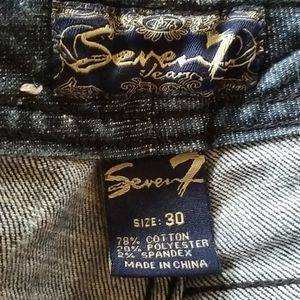 Seven7
Jeans
Seven7
SIZE: 30
78% COTTON
20% POLYESTER
2% SPANDEX
MADE IN CHINA